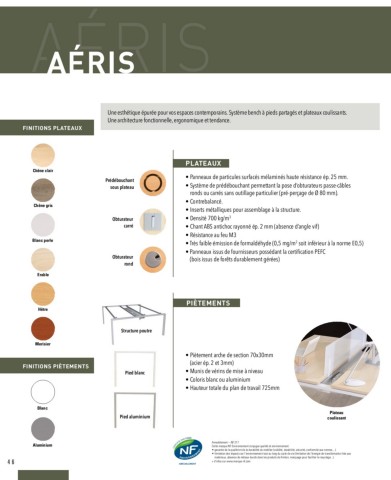 AÉRIS
AÉRIS
Une esthétique épurée pour vos espaces contemporains. Système bench à pieds partagés et plateaux coulissants.
Une architecture fonctionnelle, ergonomique et tendance.
FINITIONS PLATEAUX
Chêne clair
Chêne gris
Blanc perle
Erable
Hêtre
Merisier
FINITIONS PIÈTEMENTS
Blanc
Aluminium
Prédébouchant
sous plateau
Obturateur
carré
Obturateur
rond
PLATEAUX
• Panneaux de particules surfacés mélaminés haute résistance ép. 25 mm.
• Système de prédébouchant permettant la pose d'obturateurs passe-câbles
ronds ou carrés sans outillage particulier (pré-perçage de Ø 80 mm).
• Contrebalancé.
• Inserts métalliques pour assemblage à la structure.
• Densité 700 kg/m³
• Chant ABS antichoc rayonné ép. 2 mm (absence d'angle vif)
• Résistance au feu M3
• Très faible émission de formaldéhyde (0,5 mg/m² soit inférieur à la norme E0,5)
• Panneaux issus de fournisseurs possédant la certification PEFC
(bois issus de forêts durablement gérées)
PIÈTEMENTS
Structure poutre
Pied blanc
Pied aluminium
• Piètement arche de section 70x30mm
(acier ép. 2 et 3mm)
• Munis de vérins de mise à niveau
• Coloris blanc ou aluminium
• Hauteur totale du plan de travail 725mm
Plateau
coulissant
NF